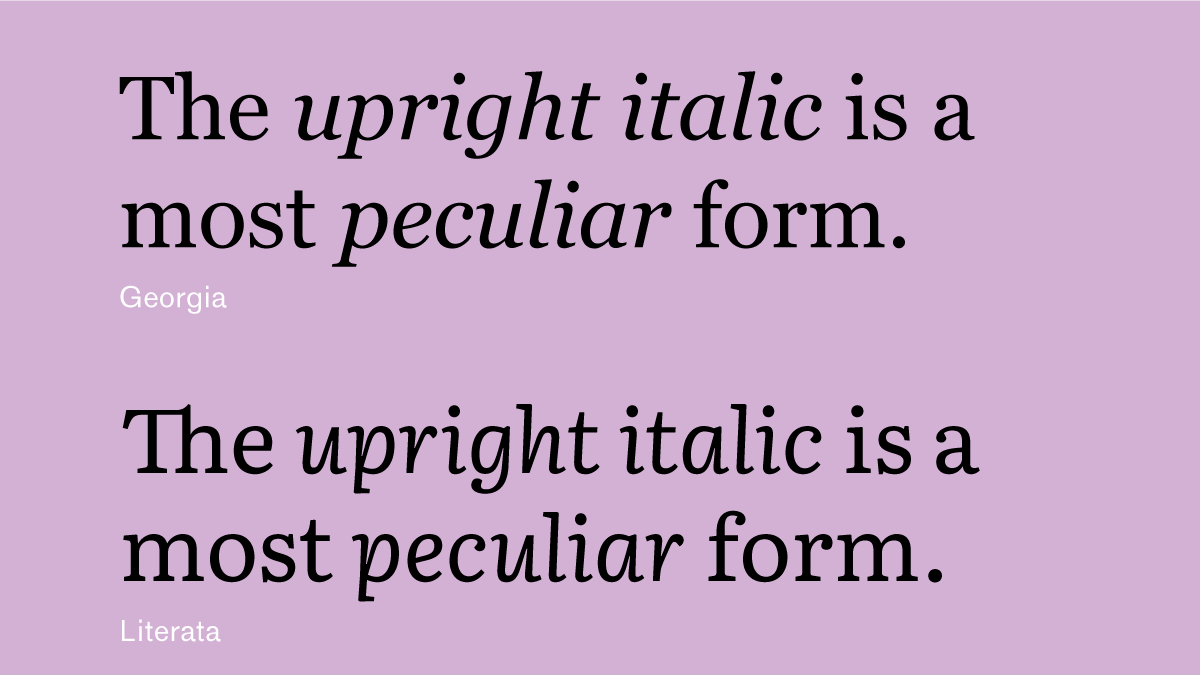 The upright italic is a
most peculiar form.
Georgia
The upright italic is a
most peculiar form.
Literata